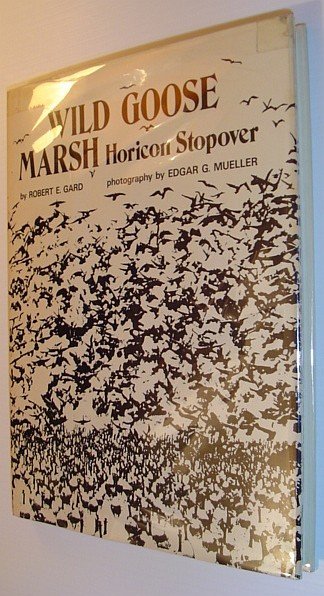 WILD GOOSE
MARSH Horicon Stopover
by ROBERT E. GARD photography by EDGAR G. MUELLER